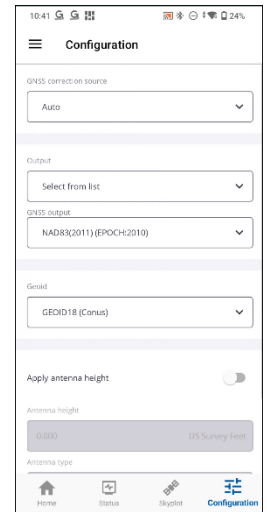 10:41 G G 24%
Configuration
GNSS correction source
Auto
Output
Select from list
GNSS output
NAD83(2011) (EPOCH:2010)
Geoid
GEOID18 (Conus)
Apply antenna height
Antenna height
0.000 US Survey Feet
Antenna type
Home Status Skyplot Configuration